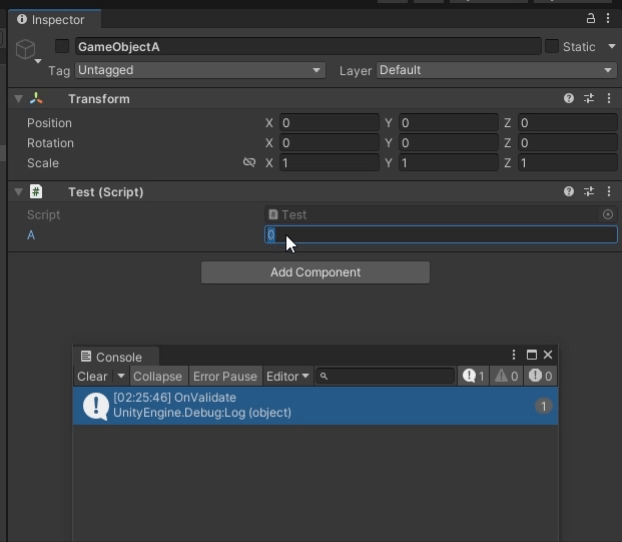 Inspector
GameObjectA
Static
Tag Untagged Layer Default
Transform
Position X 0 Y 0 Z 0
Rotation X 0 Y 0 Z 0
Scale X 1 Y 1 Z 1
# Test (Script)
Script # Test
A 0
Add Component
Console
Clear Collapse Error Pause Editor 1 0 0
[02:25:46] OnValidate 1
UnityEngine.Debug:Log (object)